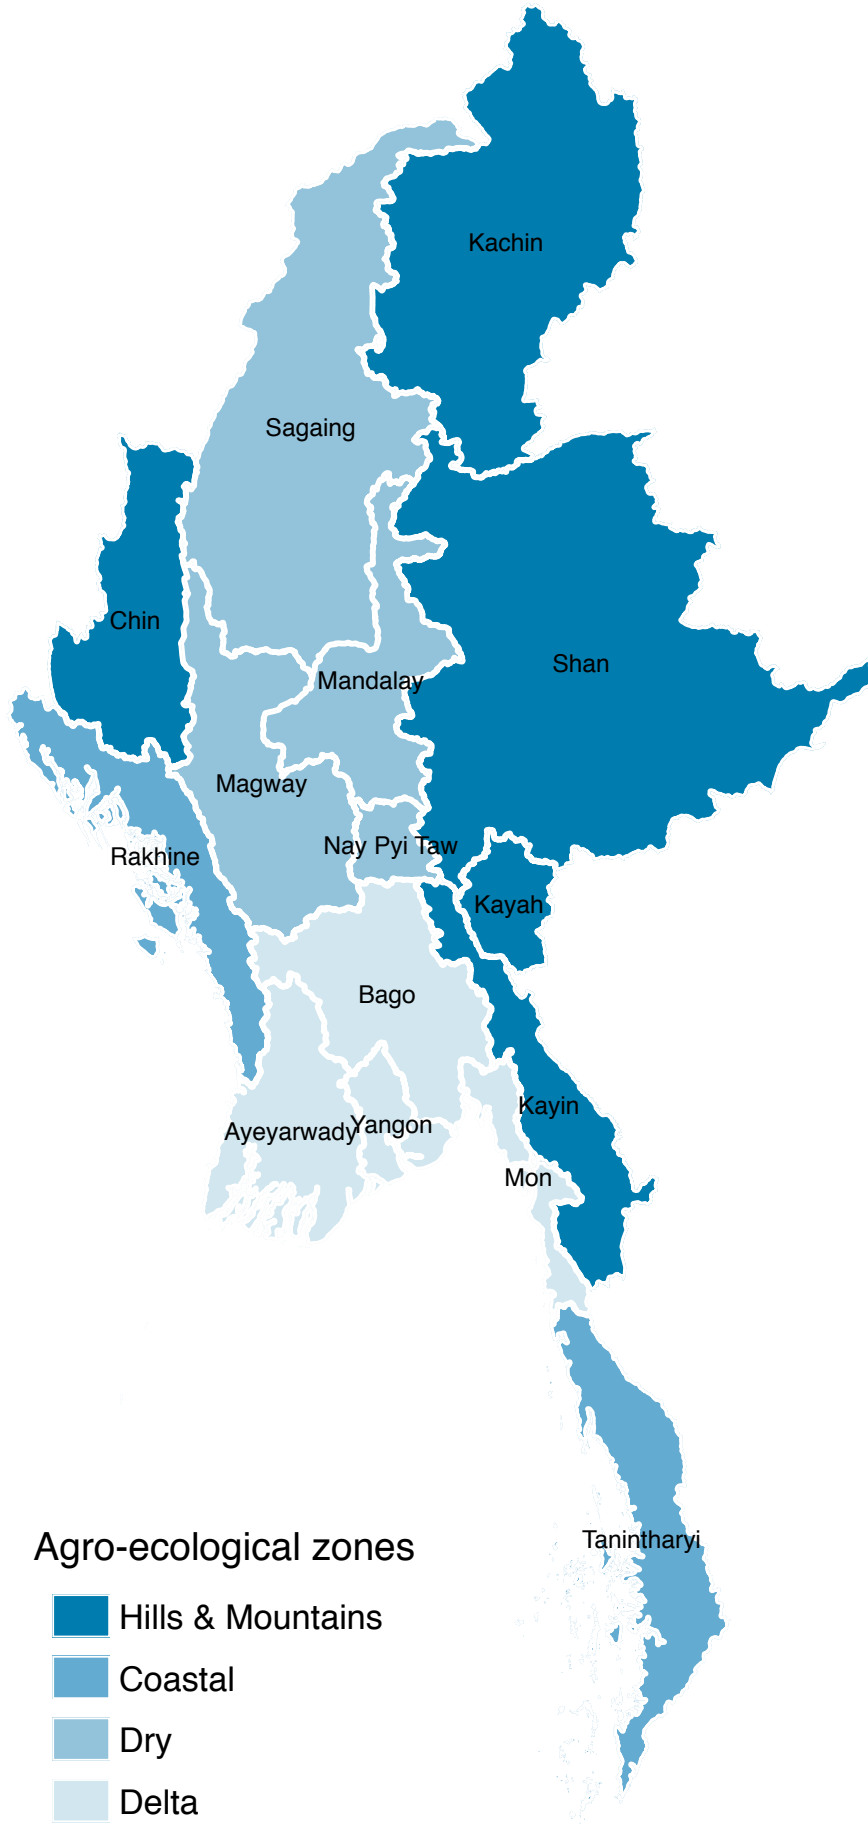 Kachin
Sagaing
Chin
Shan
Mandalay
Magway
Nay Pyi Taw
Rakhine
Kayah
Bago
Kayin
Yangon
Ayeyarwady
Mon
Tanintharyi
Agro-ecological zones
Hills & Mountains
Coastal
Dry
Delta